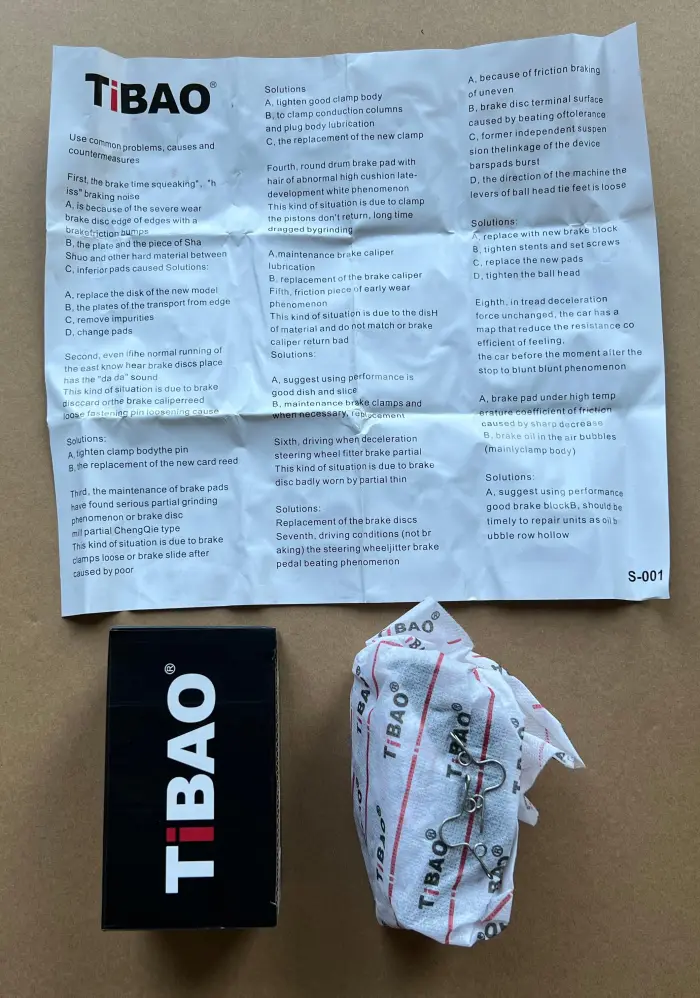 TiBAO®
Use common problems, causes and
countermeasures
First, the brake time squeaking", "h
iss" braking noise
A, is because of the severe wear
brake disc edge of edges with a
brakefriction bumps
B, the plate and the piece of Sha
Shuo and other hard material between
C, inferior pads caused Solutions:
A, replace the disk of the new model
B, the plates of the transport from edge
C, remove impurities
D, change pads
Second, even ifihe normal running of
the east know hear brake discs place
has the "da da" sound
This kind of situation is due to brake
disccard orthe brake caliperreed
loose fastening pin loosening cause
Solutions:
A, tighten clamp bodythe pin
B, the replacement of the new card reed
Third, the maintenance of brake pads
have found serious partial grinding
phenomenon or brake disc
mill partial ChengQie type
This kind of situation is due to brake
clamps loose or brake slide after
caused by poor
Solutions
A, tighten good clamp body
B, to clamp conduction columns
and plug body lubrication
C, the replacement of the new clamp
Fourth, round drum brake pad with
hair of abnormal high cushion late-
development white phenomenon
This kind of situation is due to clamp
the pistons don't return, long time
dragged bygrinding
A,maintenance brake caliper
lubrication
B, replacement of the brake caliper
Fifth, friction piece of early wear
phenomenon
This kind of situation is due to the disH
of material and do not match or brake
caliper return bad
Solutions:
A, suggest using performance is
good dish and slice
B, maintenance brake clamps and
when necessary, replacement
Sixth, driving when deceleration
steering wheel fitter brake partial
This kind of situation is due to brake
disc badly worn by partial thin
Solutions:
Replacement of the brake discs
Seventh, driving conditions (not br
aking) the steering wheeljitter brake
pedal beating phenomenon
A, because of friction braking
of uneven
B, brake disc terminal surface
caused by beating oftolerance
C, former independent suspen
sion thelinkage of the device
barspads burst
D, the direction of the machine the
levers of ball head tie feet is loose
Solutions:
A, replace with new brake block
B, tighten stents and set screws
C, replace the new pads
D, tighten the ball head
Eighth, in tread deceleration
force unchanged, the car has a
map that reduce the resistance co
efficient of feeling.
the car before the moment after the
stop to blunt blunt phenomenon
A, brake pad under high temp
erature coefficient of friction
caused by sharp decrease
B, brake oil in the air bubbles
(mainlyclamp body)
Solutions:
A, suggest using performance
good brake blockB, should be
timely to repair units as oil b
ubble row hollow
S-001
TiBAO®
BAO®
TiBAO
TiBAO®
TiBAO®
TiBAO
TiBAO®
BAO